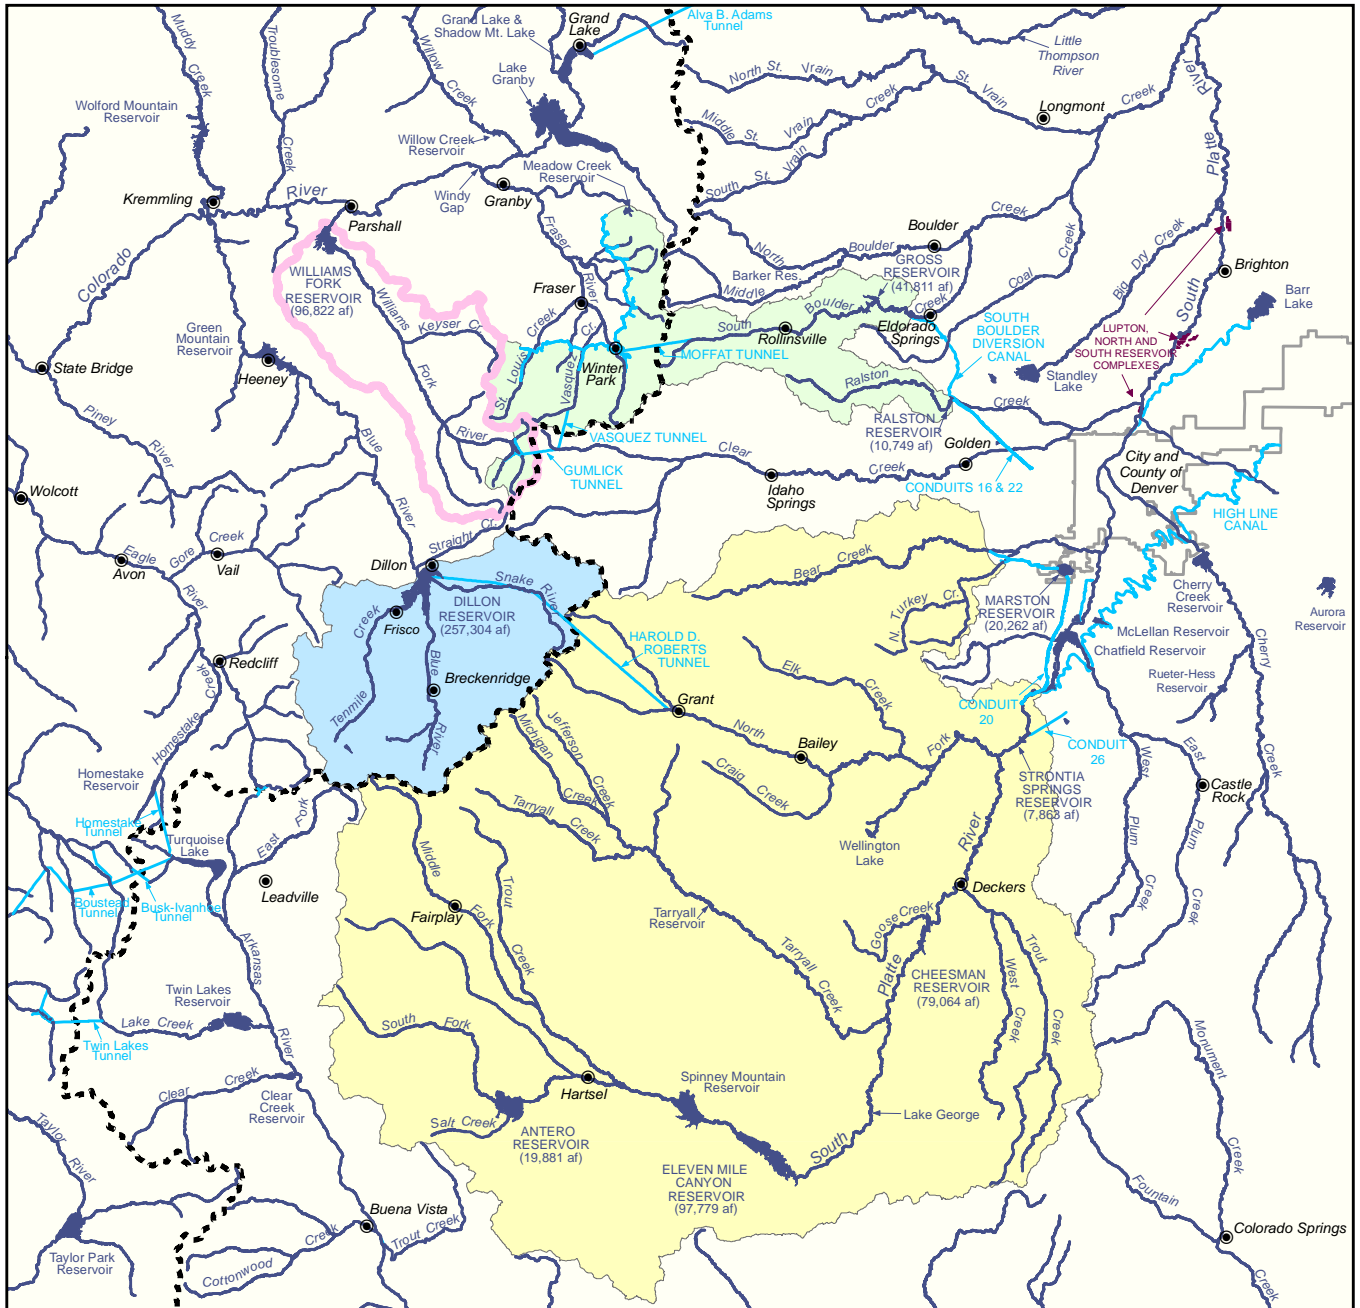 Muddy
Creek
Troublesome
Creek
Willow
Creek
Grand Lake &
Shadow Mt. Lake
Grand
Lake
Alva B. Adams
Tunnel
Little
Thompson
River
River
Platte
South
North St. Vrain
St. Vrain
Creek
Longmont
Lake
Granby
Wolford Mountain
Reservoir
Middle St. Vrain
Creek
Willow Creek
Reservoir
Meadow Creek
Reservoir
South St. Vrain
Windy
Gap
Granby
Kremmling
River
Parshall
Colorado
Fraser
River
North
Boulder
Creek
Boulder
Barker Res.
Middle
GROSS
RESERVOIR
(41,811 af)
Coal
Creek
Big Dry Creek
Brighton
Barr
Lake
WILLIAMS
FORK
RESERVOIR
(96,822 af)
Williams
Fork
River
Fraser
Keyser Cr.
St. Louis
Creek
Vasquez
Cr.
Winter
Park
South
Boulder
Creek
Rollinsville
MOFFAT TUNNEL
Eldorado
Springs
SOUTH
BOULDER
DIVERSION
CANAL
LUPTON,
NORTH AND
SOUTH RESERVOIR
COMPLEXES
Standley
Lake
Green
Mountain
Reservoir
Heeney
State Bridge
Ralston
Creek
RALSTON
RESERVOIR
(10,749 af)
Piney
River
Blue
River
VASQUEZ TUNNEL
GUMLICK
TUNNEL
Clear
Creek
Golden
Idaho
Springs
CONDUITS 16 & 22
City and
County of
Denver
HIGH LINE
CANAL
Wolcott
Eagle
River
Gore
Creek
Avon
Vail
Straight
Cr.
Dillon
Snake
River
DILLON
RESERVOIR
(257,304 af)
Frisco
Tenmile
Creek
Blue
River
Breckenridge
HAROLD D.
ROBERTS
TUNNEL
Bear
Creek
N. Turkey
Cr.
MARSTON
RESERVOIR
(20,262 af)
Cherry
Creek
Reservoir
Aurora
Reservoir
McLellan Reservoir
Chatfield Reservoir
Rueter-Hess
Reservoir
Cherry
Creek
Redcliff
Homestake
Creek
Grant
Elk
Creek
North
Fork
Bailey
CONDUIT
20
CONDUIT
26
STRONTIA
SPRINGS
RESERVOIR
(7,863 af)
West
Plum
Creek
East
Plum
Creek
Castle
Rock
Homestake
Reservoir
Homestake
Tunnel
Turquoise
Lake
Boustead
Tunnel
Busk-Ivanhoe
Tunnel
East
Fork
Leadville
Michigan
Creek
Jefferson
Creek
Tarryall
Creek
Craig
Creek
Wellington
Lake
River
Deckers
Middle
Fork
Trout
Creek
Fairplay
Tarryall
Reservoir
Tarryall
Creek
Goose Creek
Platte
CHEESMAN
RESERVOIR
(79,064 af)
West
Creek
Trout
Creek
Arkansas
River
Twin Lakes
Reservoir
Lake Creek
Twin Lakes
Tunnel
South
Fork
Clear
Creek
Clear
Creek
Reservoir
Hartsel
Salt Creek
ANTERO
RESERVOIR
(19,881 af)
Spinney Mountain
Reservoir
Lake George
South
ELEVEN MILE
CANYON
RESERVOIR
(97,779 af)
Monument
Creek
Fountain
Creek
Colorado Springs
Taylor
River
Taylor Park
Reservoir
Buena Vista
Cottonwood
Creek
Trout Creek